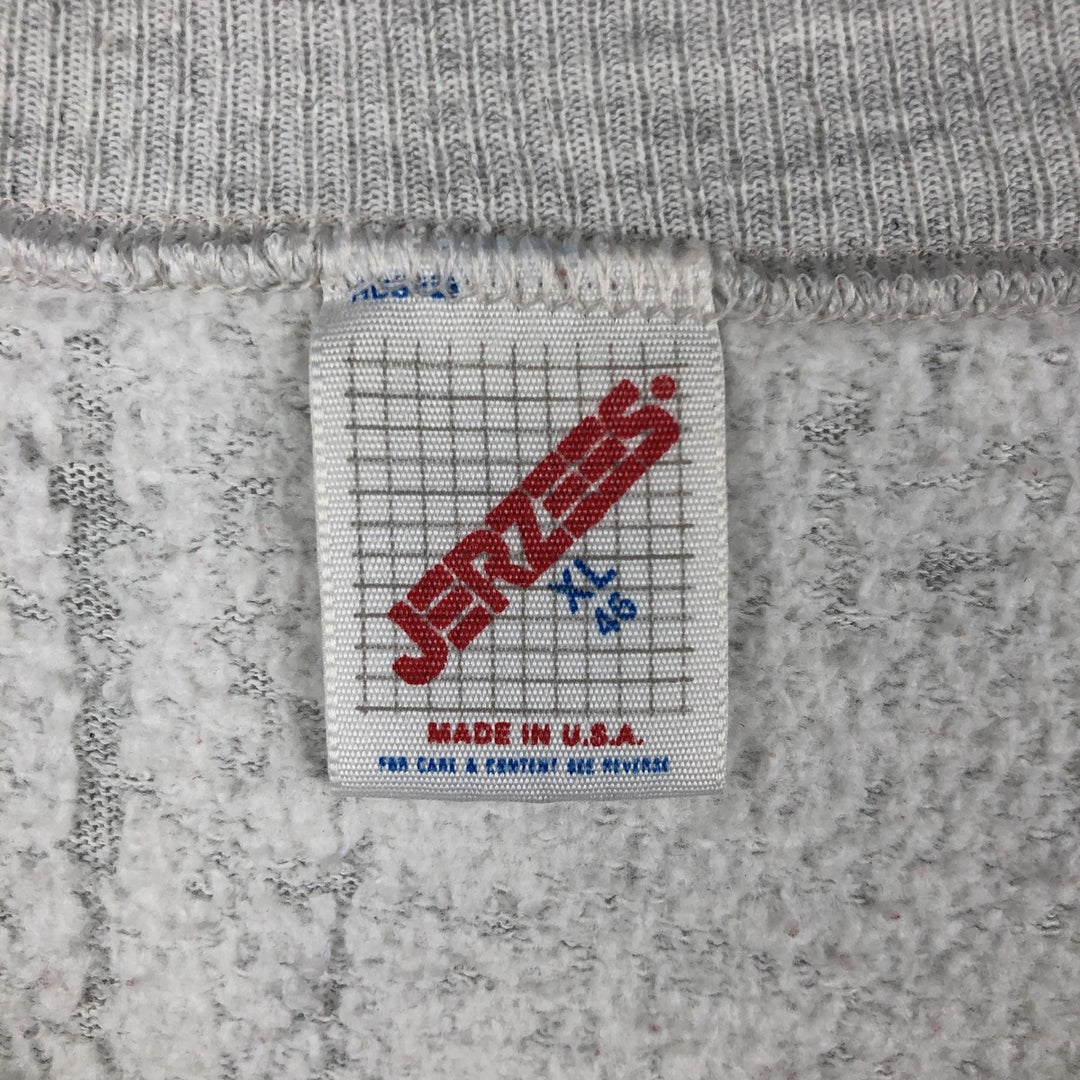 JERZEES.
XL
46
MADE IN U.S.A.
FOR CARE & CONTENT SEE REVERSE